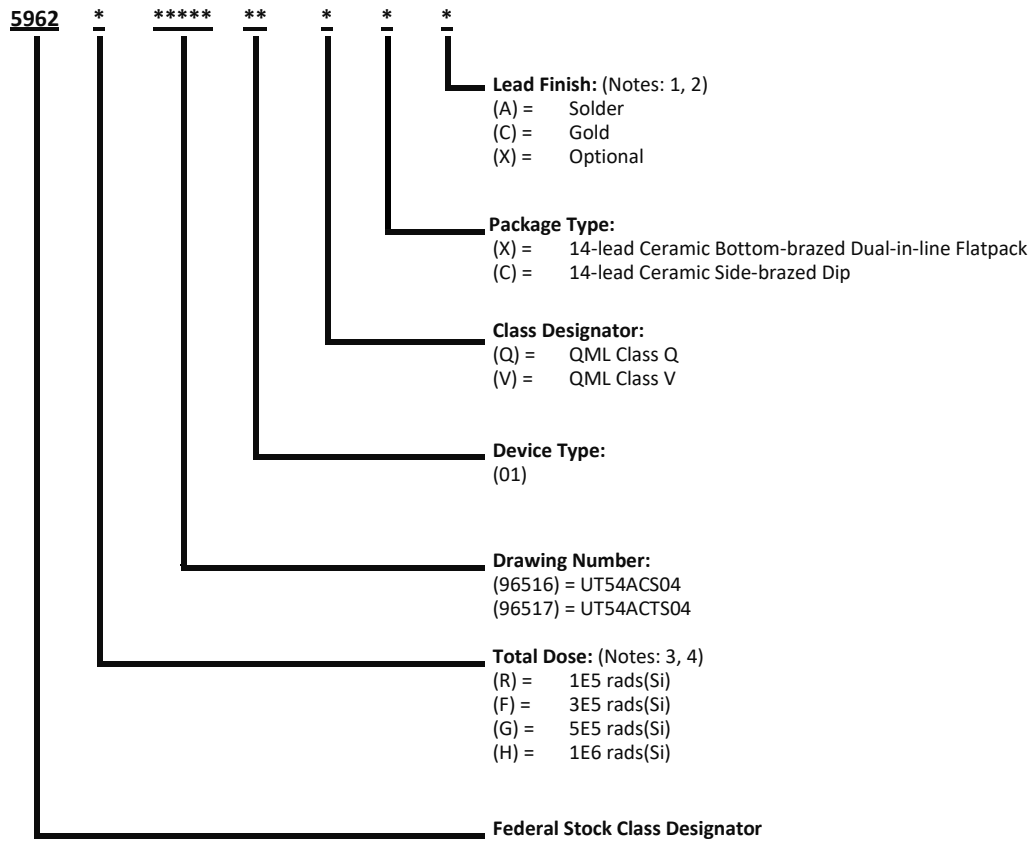 5962 * ***** ** * * *
Lead Finish: (Notes: 1, 2)
(A) = Solder
(C) = Gold
(X) = Optional
Package Type:
(X) = 14-lead Ceramic Bottom-brazed Dual-in-line Flatpack
(C) = 14-lead Ceramic Side-brazed Dip
Class Designator:
(Q) = QML Class Q
(V) = QML Class V
Device Type:
(01)
Drawing Number:
(96516) = UT54ACS04
(96517) = UT54ACTS04
Total Dose: (Notes: 3, 4)
(R) = 1E5 rads(Si)
(F) = 3E5 rads(Si)
(G) = 5E5 rads(Si)
(H) = 1E6 rads(Si)
Federal Stock Class Designator